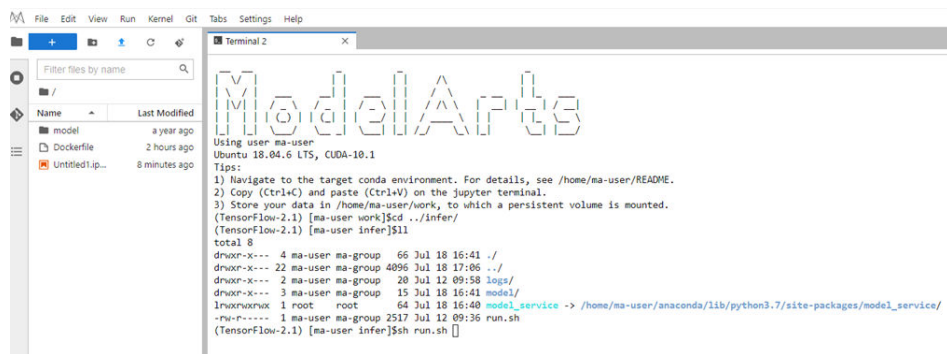 File Edit View Run Kernel Git Tabs Settings Help
Terminal 2
Filter files by name
/
Name Last Modified
model a year ago
Dockerfile 2 hours ago
Untitled1.ip... 8 minutes ago
ModelArts
Using user ma-user
Ubuntu 18.04.6 LTS, CUDA-10.1
Tips:
1) Navigate to the target conda environment. For details, see /home/ma-user/README.
2) Copy (Ctrl+C) and paste (Ctrl+V) on the jupyter terminal.
3) Store your data in /home/ma-user/work, to which a persistent volume is mounted.
(TensorFlow-2.1) [ma-user work]$cd ../infer/
(TensorFlow-2.1) [ma-user infer]$ll
total 8
drwxr-x--- 4 ma-user ma-group 66 Jul 18 16:41 ./
drwxr-x--- 22 ma-user ma-group 4096 Jul 18 17:06 ../
drwxr-x--- 2 ma-user ma-group 20 Jul 12 09:58 logs/
drwxr-x--- 3 ma-user ma-group 15 Jul 18 16:41 model/
lrwxrwxrwx 1 root root 64 Jul 18 16:40 model_service -> /home/ma-user/anaconda/lib/python3.7/site-packages/model_service/
-rw-r----- 1 ma-user ma-group 2517 Jul 12 09:36 run.sh
(TensorFlow-2.1) [ma-user infer]$sh run.sh